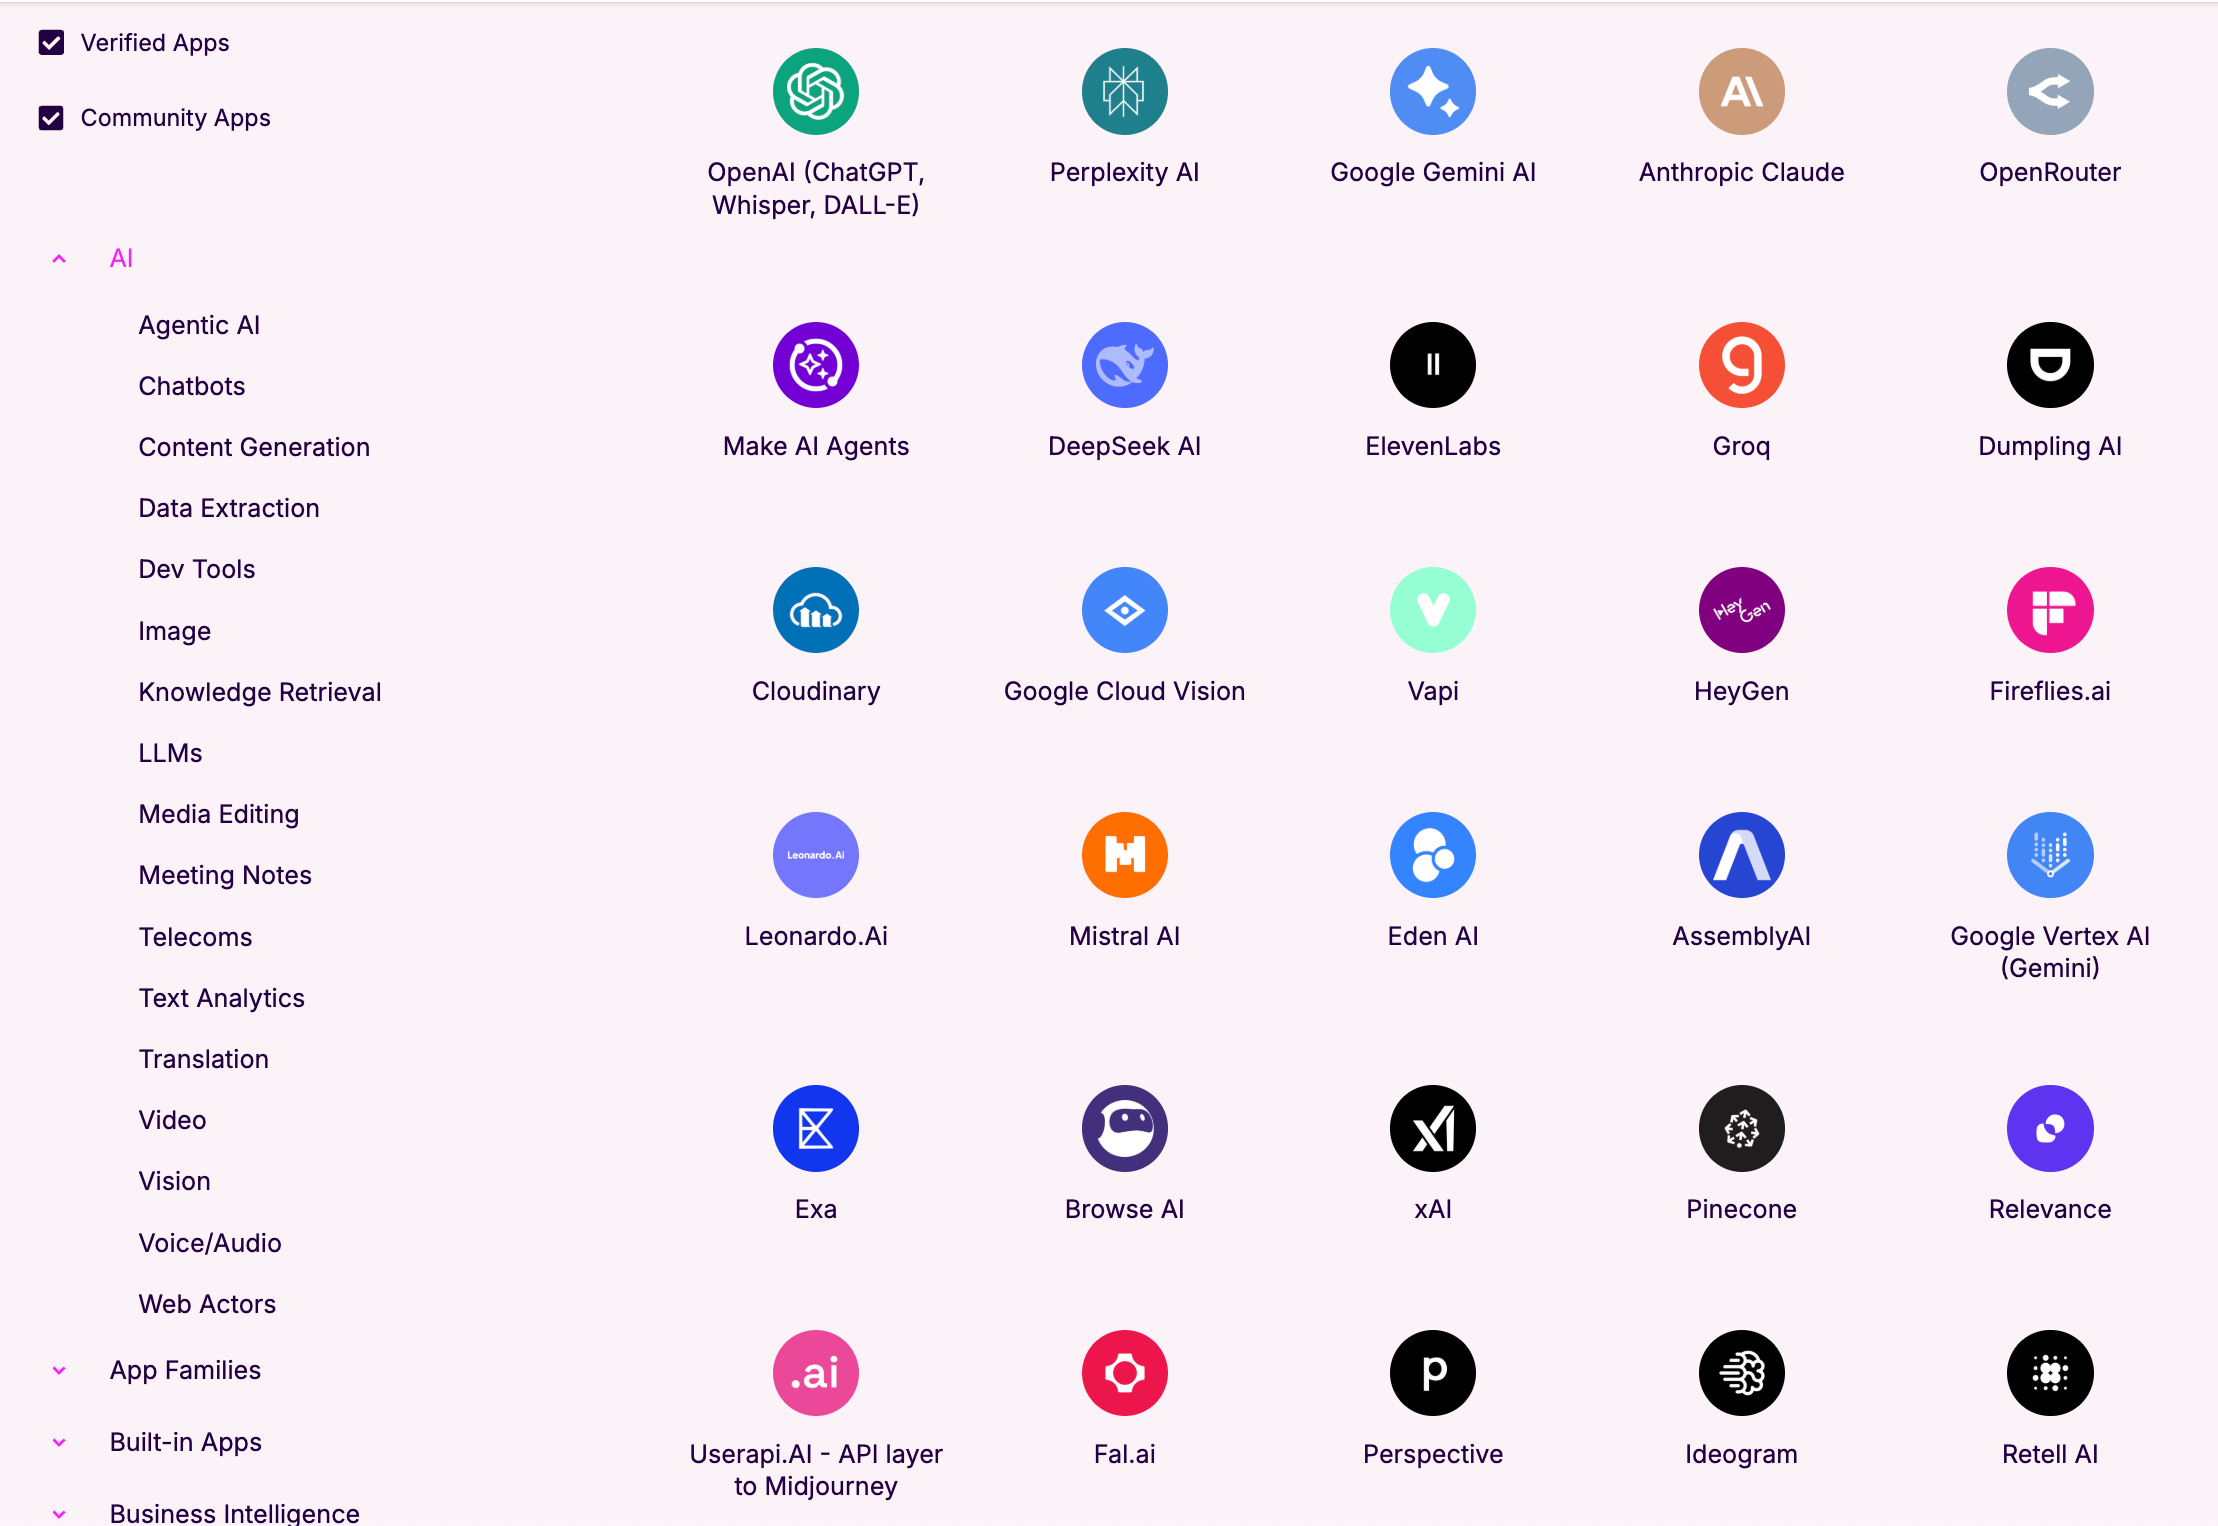 Verified Apps
Community Apps
AI
Agentic AI
Chatbots
Content Generation
Data Extraction
Dev Tools
Image
Knowledge Retrieval
LLMs
Media Editing
Meeting Notes
Telecoms
Text Analytics
Translation
Video
Vision
Voice/Audio
Web Actors
App Families
Built-in Apps
Business Intelligence
OpenAI (ChatGPT,
Whisper, DALL-E)
Perplexity AI
Google Gemini AI
Anthropic Claude
OpenRouter
Make AI Agents
DeepSeek AI
ElevenLabs
Groq
Dumpling AI
Cloudinary
Google Cloud Vision
Vapi
HeyGen
HeyGen
Fireflies.ai
Leonardo.Ai
Leonardo.Ai
Mistral AI
Eden AI
AssemblyAI
Google Vertex AI
(Gemini)
Exa
Browse AI
xAI
Pinecone
Relevance
.ai
Userapi.AI - API layer
to Midjourney
Fal.ai
p
Perspective
Ideogram
Retell AI